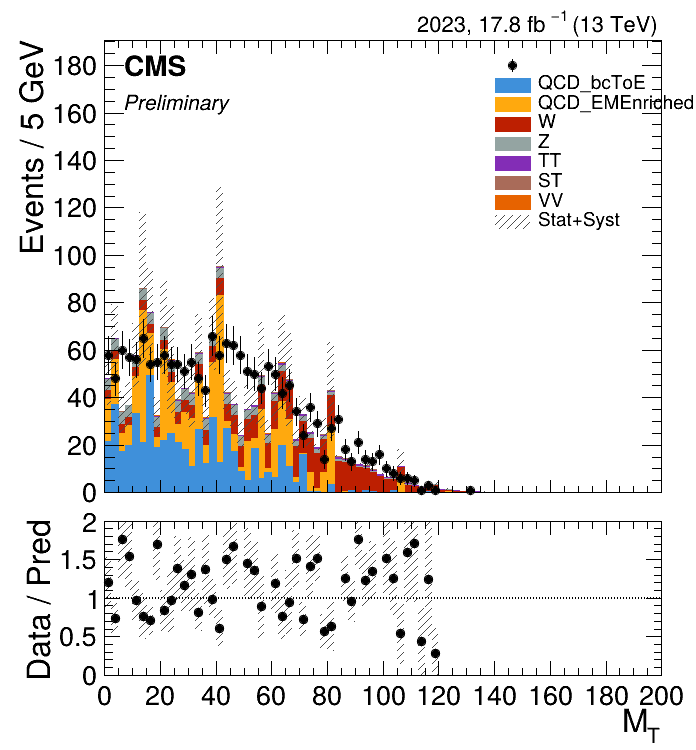 2023, 17.8 fb⁻¹ (13 TeV)
CMS
Preliminary
QCD_bcToE
QCD_EMEnriched
W
Z
TT
ST
VV
Stat+Syst
Events / 5 GeV
180
160
140
120
100
80
60
40
20
0
Data / Pred
2
1.5
1
0.5
0
0 20 40 60 80 100 120 140 160 180 200
M_T